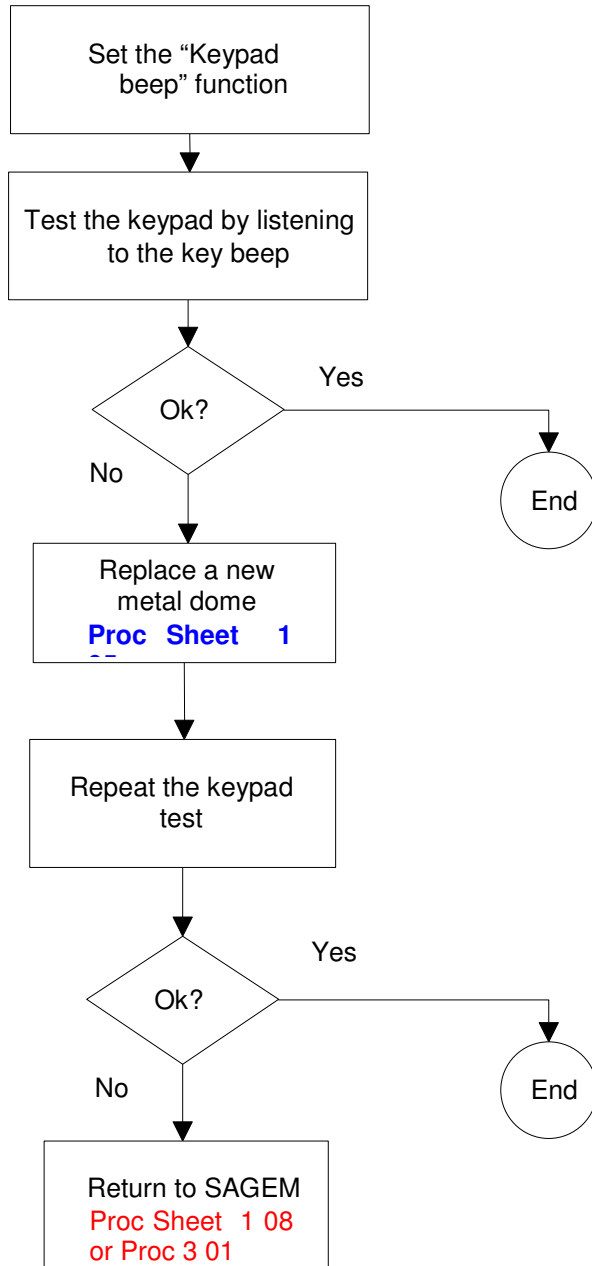 Set the “Keypad
beep” function
Test the keypad by listening
to the key beep
Ok?
Yes
No
End
Replace a new
metal dome
Proc Sheet 1
Repeat the keypad
test
Ok?
Yes
No
End
Return to SAGEM
Proc Sheet 1 08
or Proc 3 01